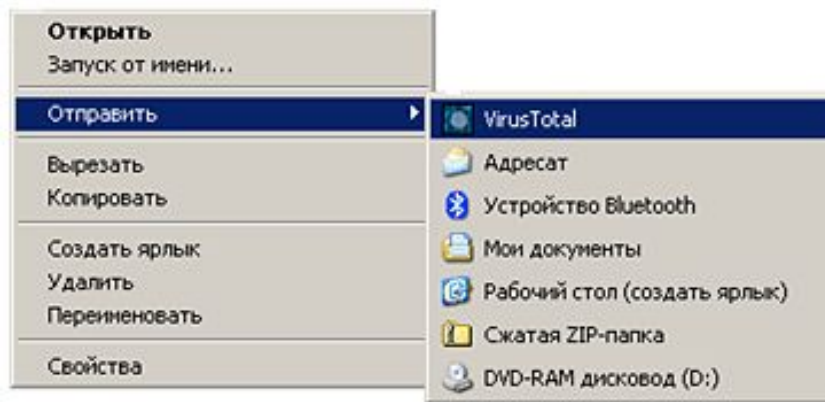 Открыть
Запуск от имени...
Отправить
Вырезать
Копировать
Создать ярлык
Удалить
Переименовать
Свойства
VirusTotal
Адресат
Устройство Bluetooth
Мои документы
Рабочий стол (создать ярлык)
Сжатая ZIP-папка
DVD-RAM дисковод (D:)